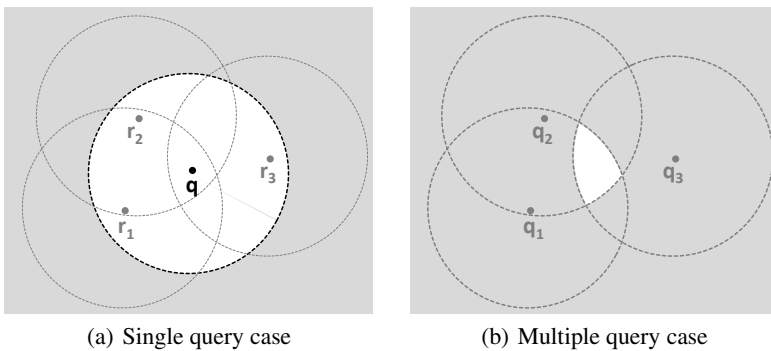 r₂
q
r₃
r₁
q₂
q₃
q₁
(a) Single query case
(b) Multiple query case